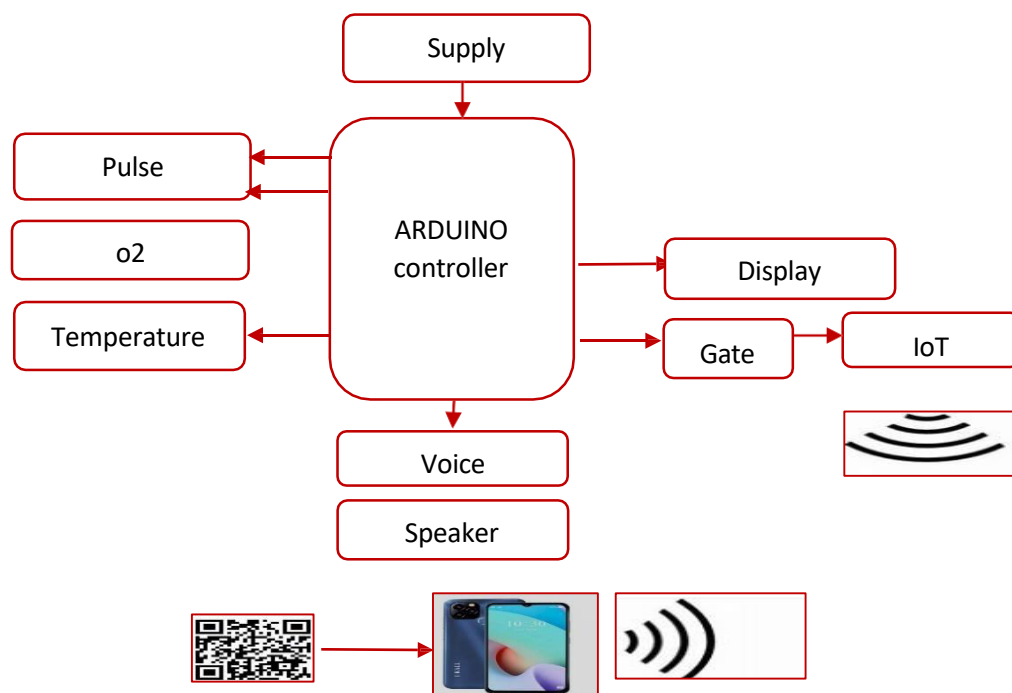 Supply
Pulse
ARDUINO
controller
o2
Display
Temperature
Gate
IoT
Voice
Speaker